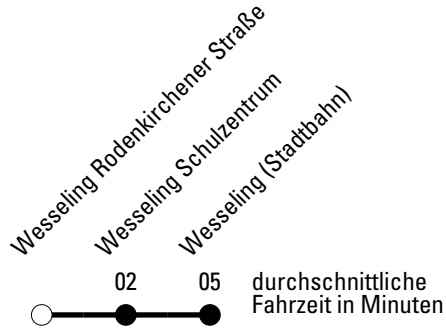 Wesseling Rodenkirchener Straße
Wesseling Schulzentrum
Wesseling (Stadtbahn)
02 05 durchschnittliche
Fahrzeit in Minuten